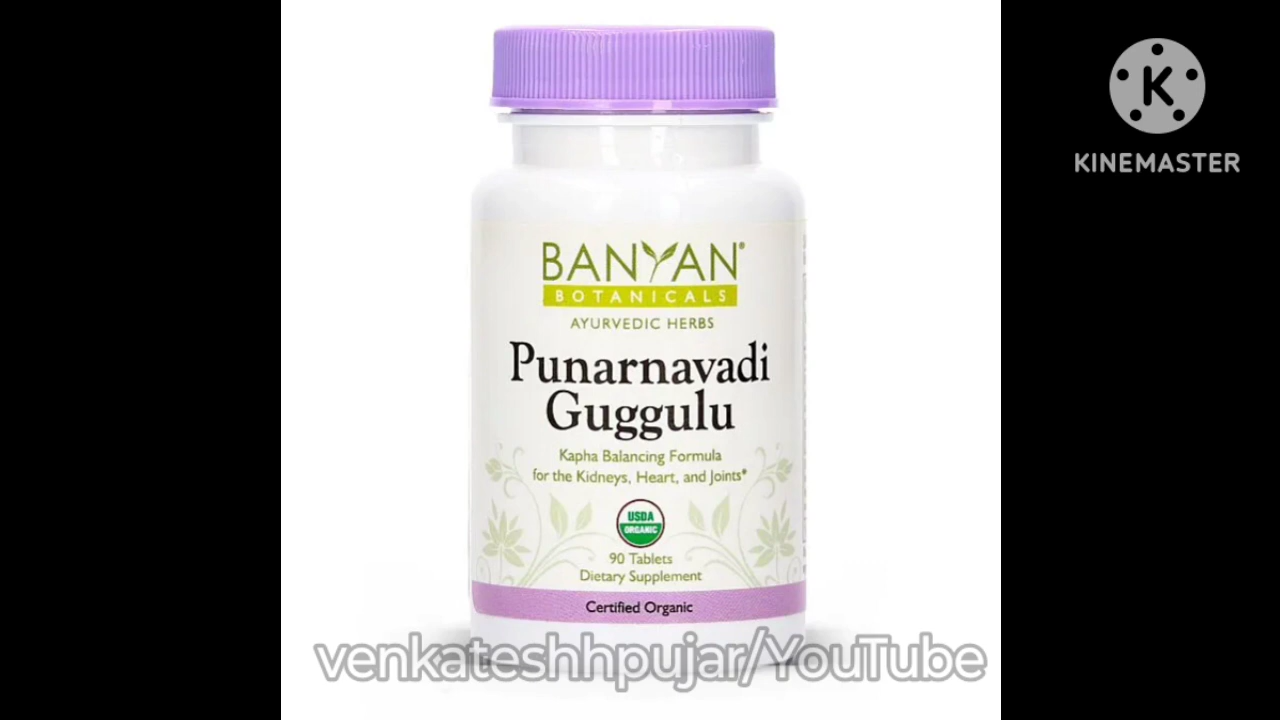 K
KINEMASTER
BANYAN®
BOTANICALS
AYURVEDIC HERBS
Punarnavadi
Guggulu
Kapha Balancing Formula
for the Kidneys, Heart, and Joints*
USDA
ORGANIC
90 Tablets
Dietary Supplement
Certified Organic
venkateshhpujar/YouTube